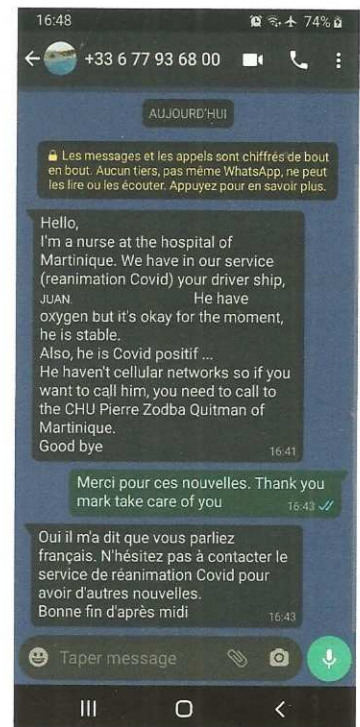 16:48 74%
+33 6 77 93 68 00
AUJOURD'HUI
Les messages et les appels sont chiffrés de bout
en bout. Aucun tiers, pas même WhatsApp, ne peut
les lire ou les écouter. Appuyez pour en savoir plus.
Hello,
I'm a nurse at the hospital of
Martinique. We have in our service
(reanimation Covid) your driver ship,
JUAN. He have
oxygen but it's okay for the moment,
he is stable.
Also, he is Covid positif ...
He haven't cellular networks so if you
want to call him, you need to call to
the CHU Pierre Zodba Quitman of
Martinique.
Good bye
16:41
Merci pour ces nouvelles. Thank you
mark take care of you
16:43
Oui il m'a dit que vous parliez
français. N'hésitez pas à contacter le
service de réanimation Covid pour
avoir d'autres nouvelles.
Bonne fin d'après midi
16:43
Taper message